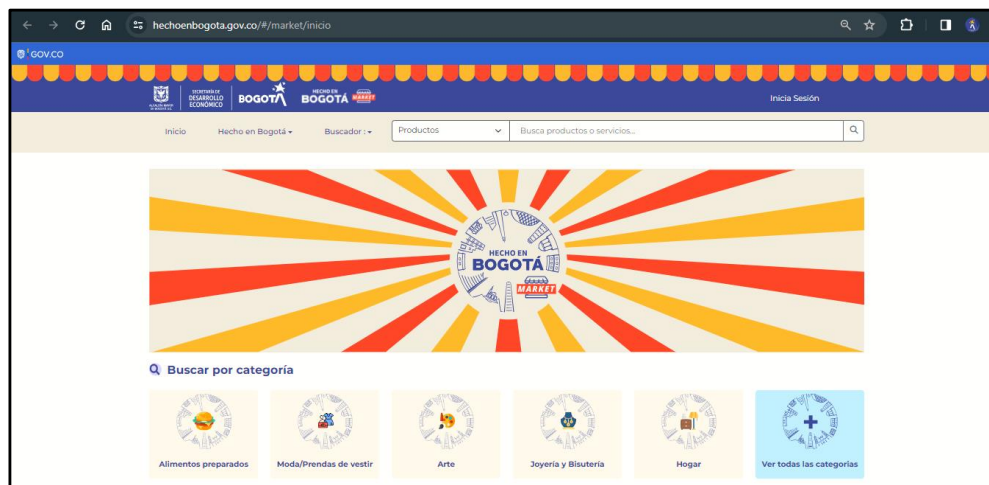 hechoenbogota.gov.co/#/market/inicio
GOV.CO
SECRETARÍA DE
DESARROLLO
ECONÓMICO
BOGOTÁ
HECHO EN
BOGOTÁ MARKET
Inicia Sesión
Inicio
Hecho en Bogotá
Buscador :
Productos
Busca productos o servicios...
HECHO EN
BOGOTÁ
MARKET
Buscar por categoría
Alimentos preparados
Moda/Prendas de vestir
Arte
Joyería y Bisutería
Hogar
Ver todas las categorias